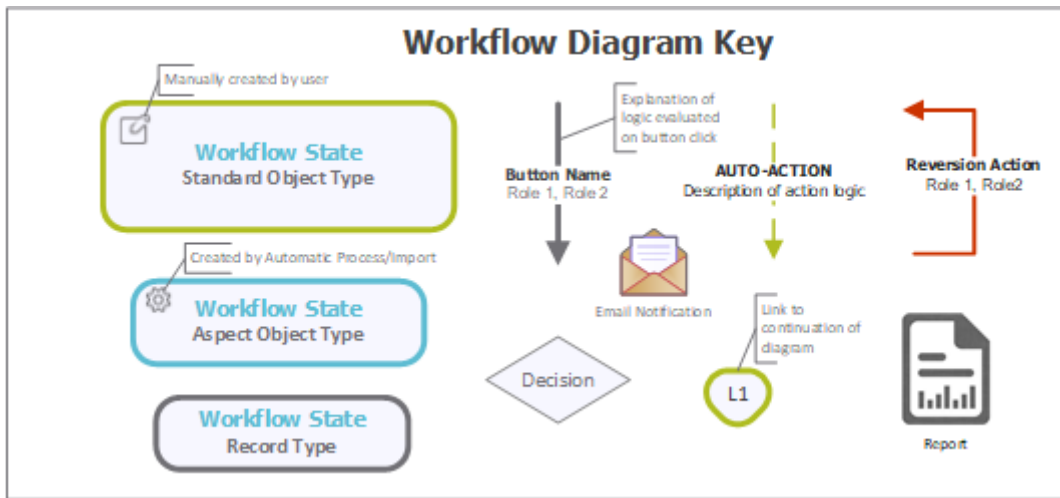 Workflow Diagram Key
Manually created by user
Workflow State
Standard Object Type
Explanation of
logic evaluated
on button click
Button Name
Role 1, Role 2
AUTO-ACTION
Description of action logic
Reversion Action
Role 1, Role2
Created by Automatic Process/Import
Workflow State
Aspect Object Type
Email Notification
Link to
continuation of
diagram
Decision
L1
Workflow State
Record Type
Report